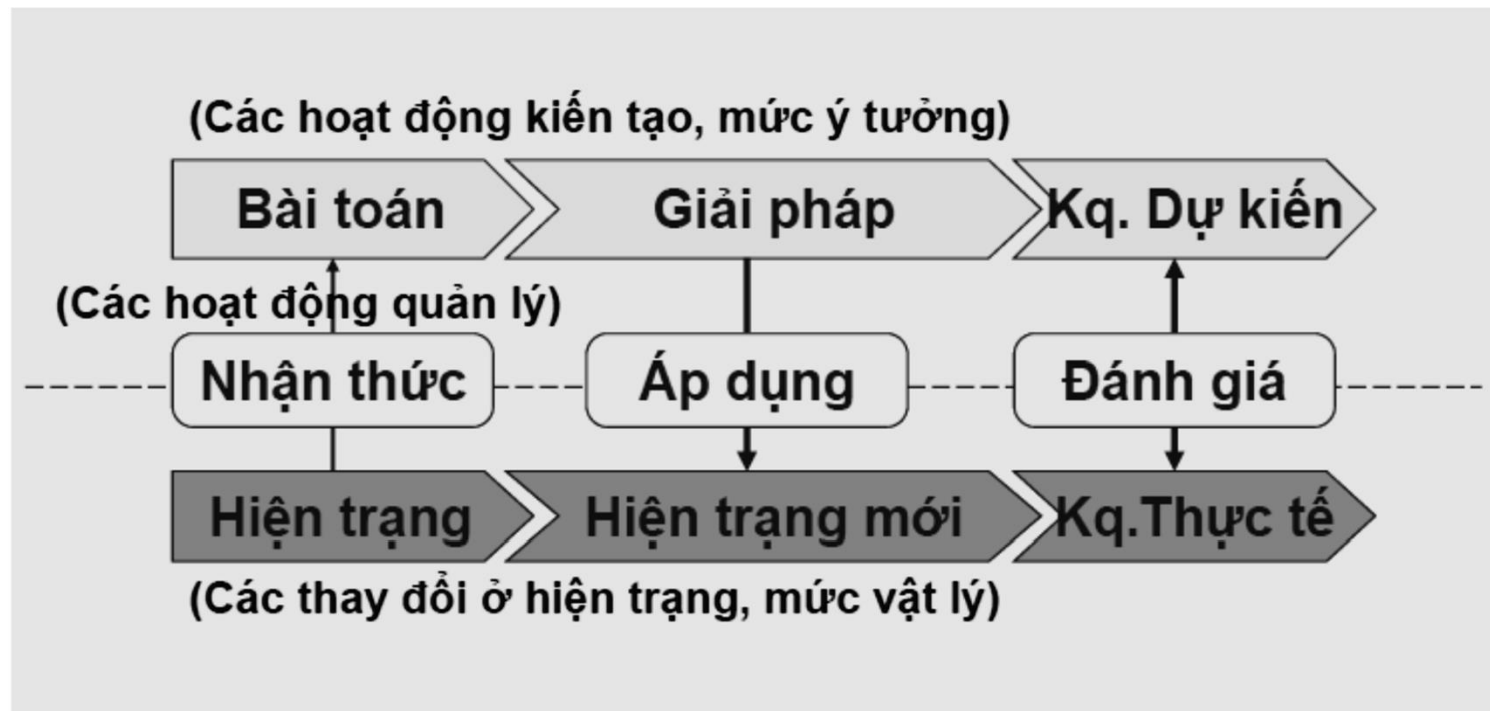 (Các hoạt động kiến tạo, mức ý tưởng)
Bài toán Giải pháp Kq. Dự kiến
(Các hoạt động quản lý)
Nhận thức Áp dụng Đánh giá
Hiện trạng Hiện trạng mới Kq.Thực tế
(Các thay đổi ở hiện trạng, mức vật lý)